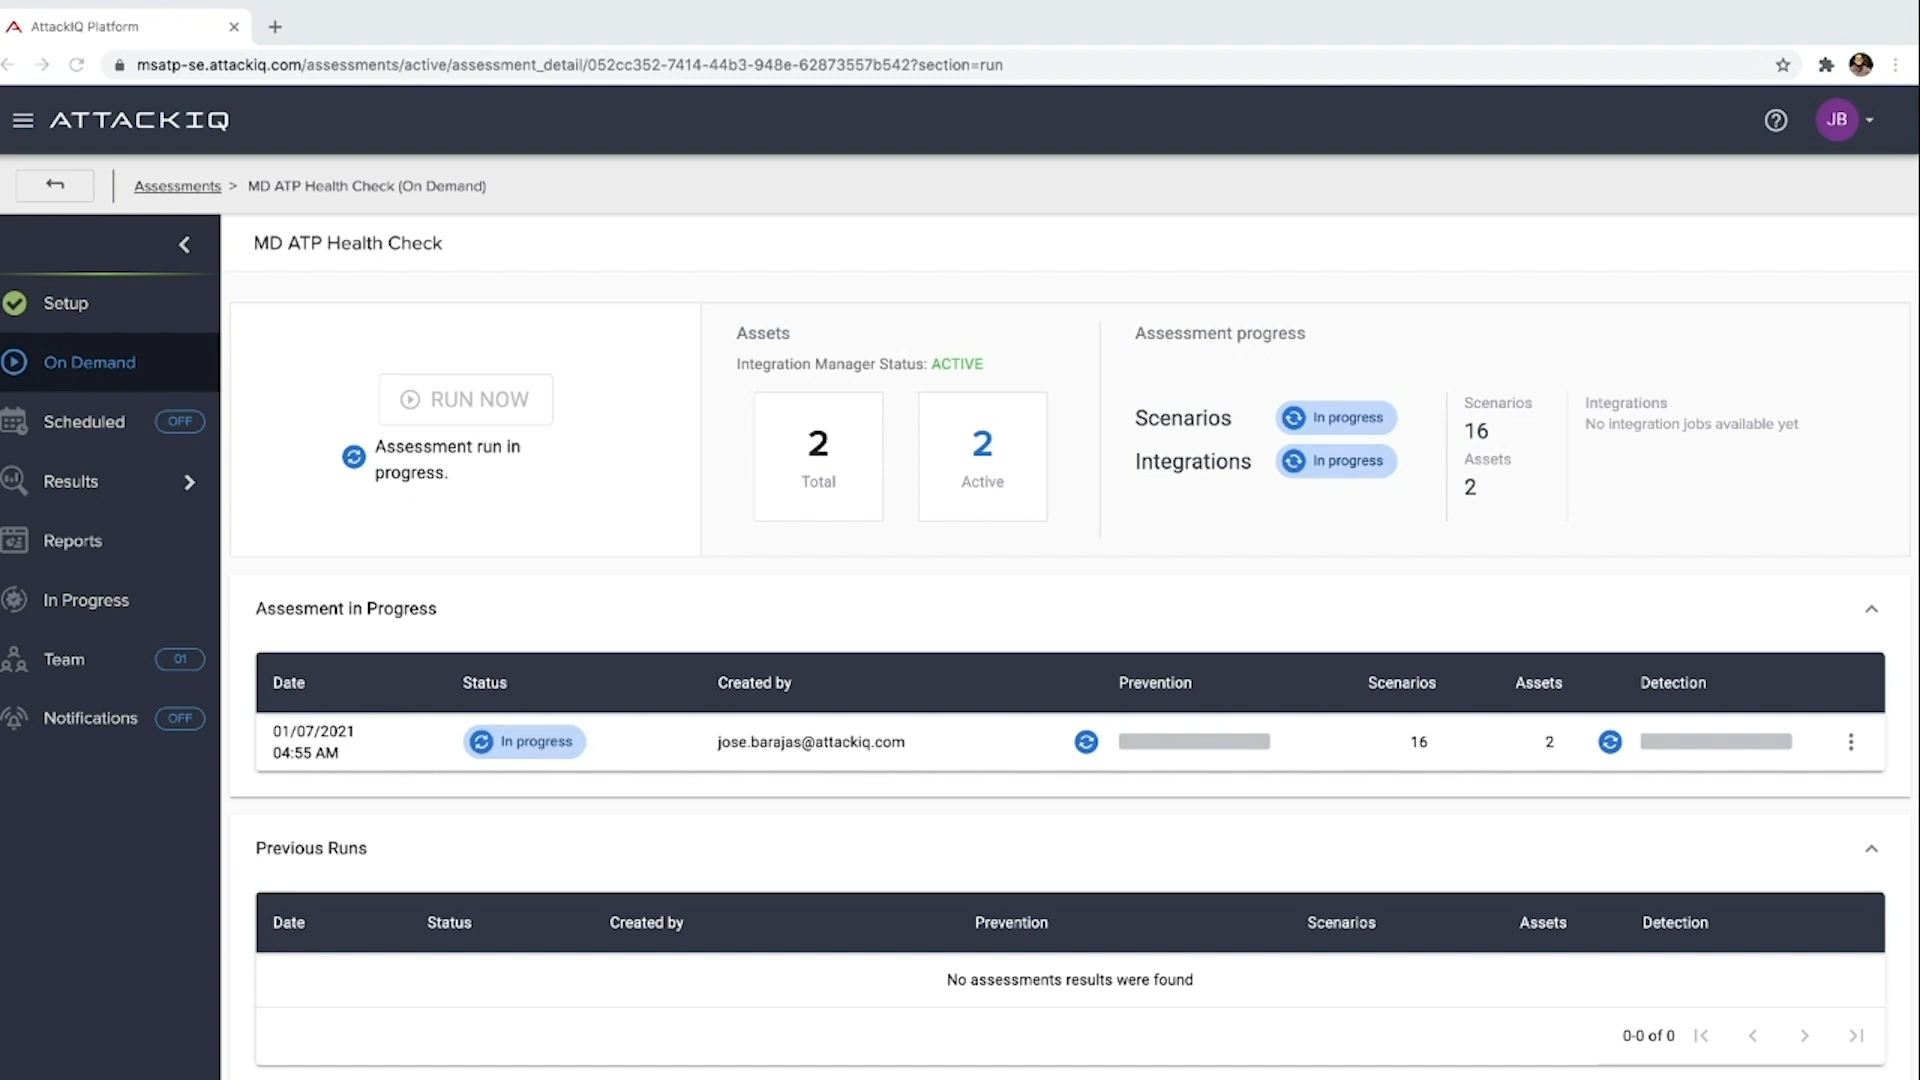 AttackIQ Platform
msatp-se.attackiq.com/assessments/active/assessment_detail/052cc352-7414-44b3-948e-62873557b542?section=run
ATTACKIQ
JB
Assessments > MD ATP Health Check (On Demand)
MD ATP Health Check
Setup
On Demand
Scheduled OFF
Results
Reports
In Progress
Team 01
Notifications OFF
RUN NOW
Assessment run in
progress.
Assets
Integration Manager Status: ACTIVE
2
Total
2
Active
Assessment progress
Scenarios In progress
Integrations In progress
Scenarios
16
Assets
2
Integrations
No integration jobs available yet
Assesment in Progress
Date Status Created by Prevention Scenarios Assets Detection
01/07/2021
04:55 AM
In progress jose.barajas@attackiq.com 16 2
Previous Runs
Date Status Created by Prevention Scenarios Assets Detection
No assessments results were found
0-0 of 0